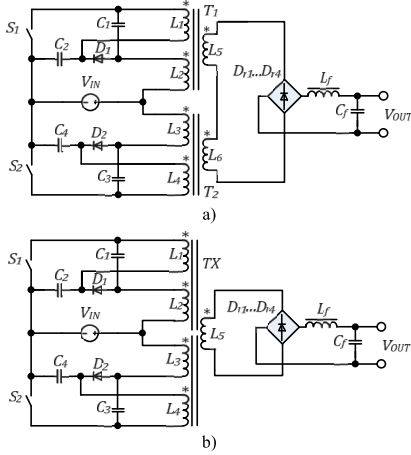 S1 C1 * L1 T1
C2 D1 * L5 Dr1...Dr4 Lf
L2
VIN Cf VOUT
*
C4 D2 L3
* * L6
S2 C3 L4 T2
a)
*
S1 C1 L1 TX
C2 D1 *
L2 * Dr1...Dr4 Lf
VIN L5 Cf VOUT
*
C4 D2 L3
*
S2 C3 L4
b)